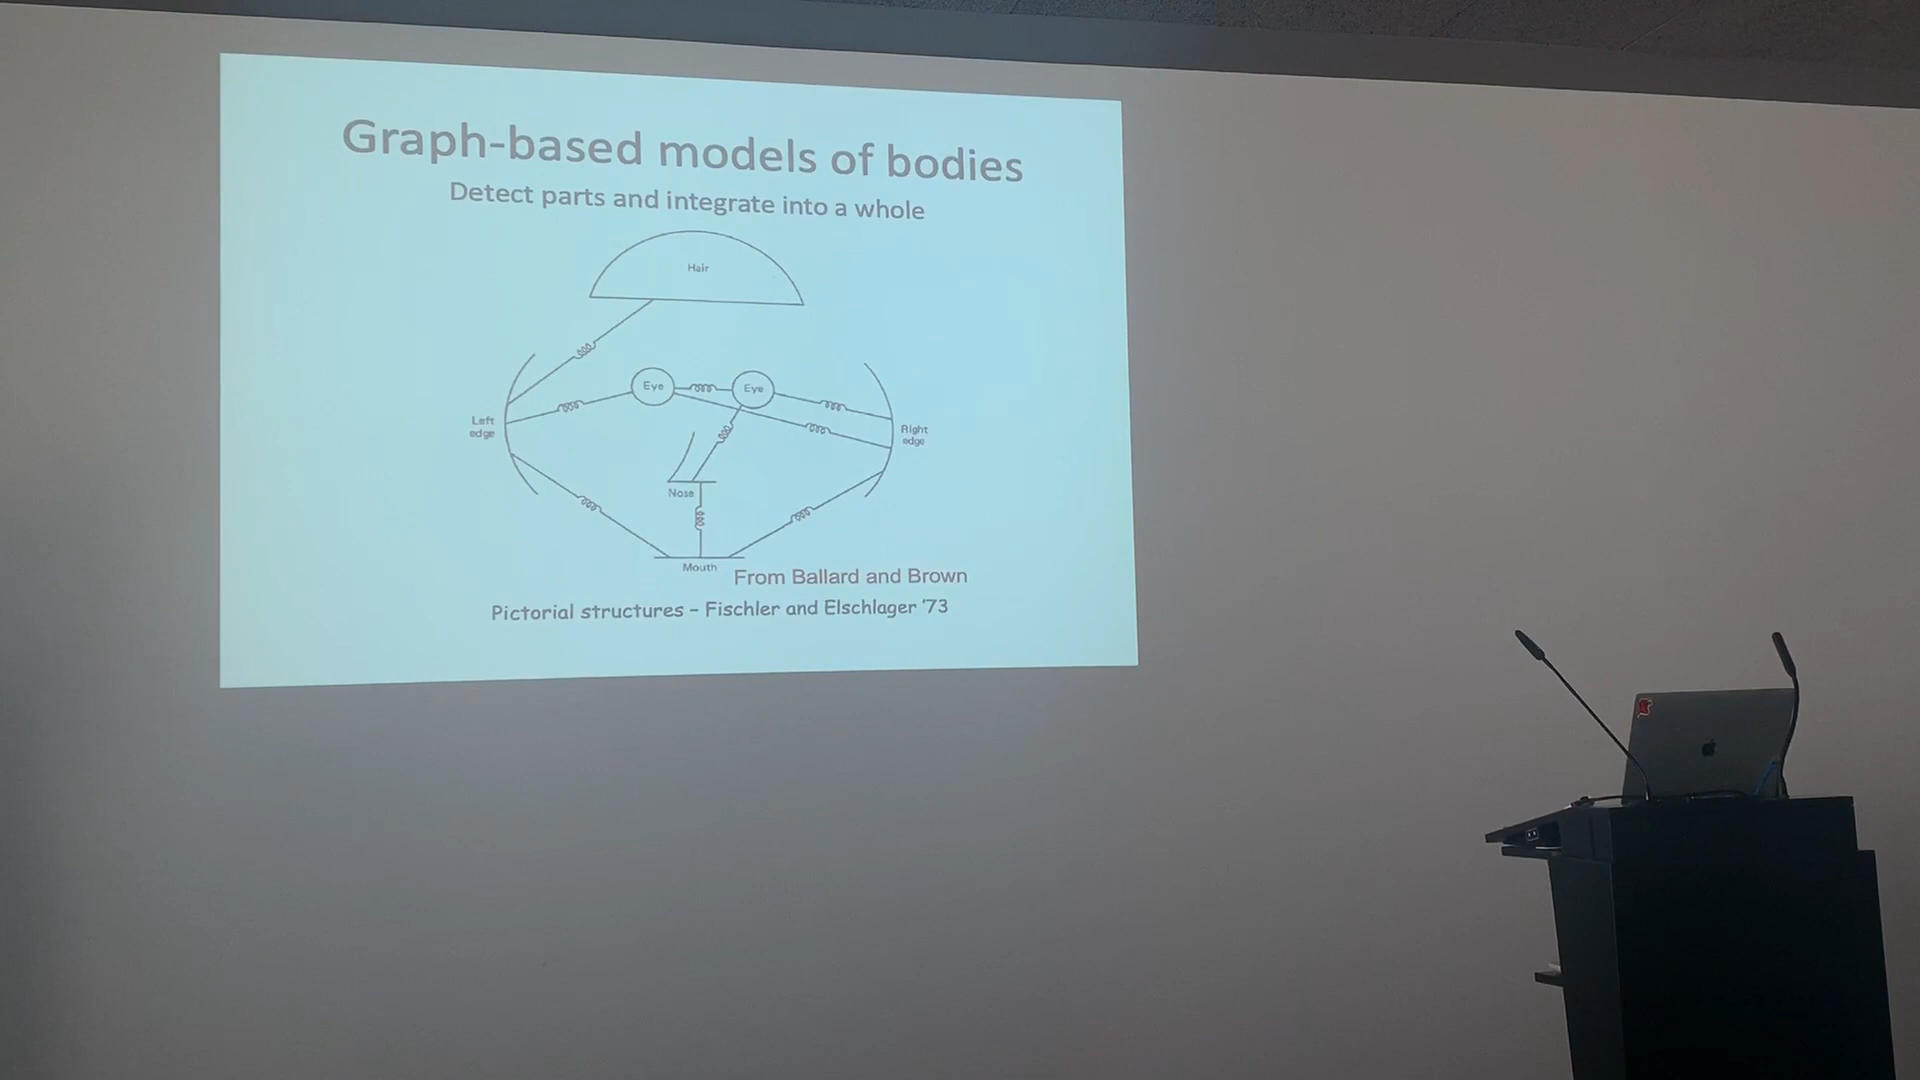 Graph-based models of bodies
Detect parts and integrate into a whole
Hair
Eye
Eye
Left
edge
Right
edge
Nose
Mouth
From Ballard and Brown
Pictorial structures – Fischler and Elschlager '73